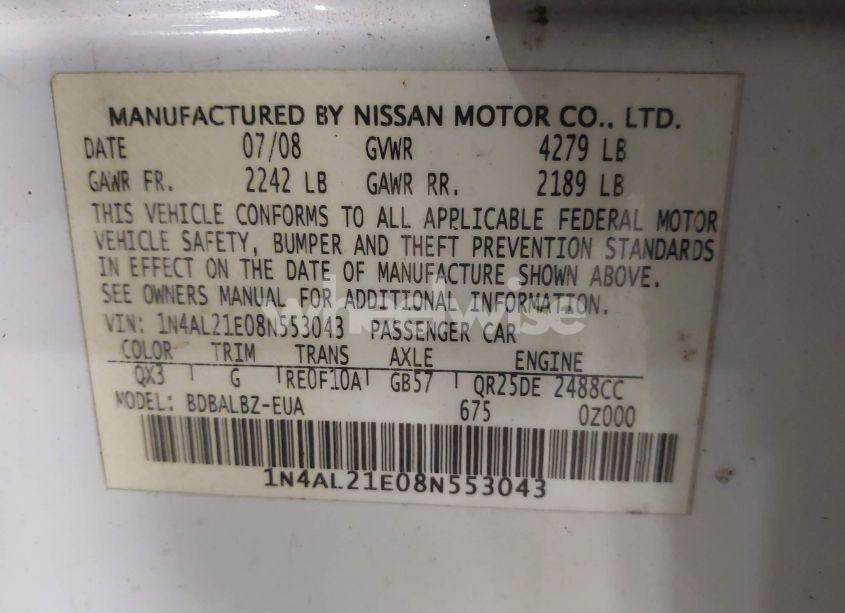 MANUFACTURED BY NISSAN MOTOR CO., LTD.
DATE 07/08 GVWR 4279 LB
GAWR FR. 2242 LB GAWR RR. 2189 LB
THIS VEHICLE CONFORMS TO ALL APPLICABLE FEDERAL MOTOR
VEHICLE SAFETY, BUMPER AND THEFT PREVENTION STANDARDS
IN EFFECT ON THE DATE OF MANUFACTURE SHOWN ABOVE.
SEE OWNERS MANUAL FOR ADDITIONAL INFORMATION.
wheelwise
VIN: 1N4AL21E08N553043 PASSENGER CAR
COLOR TRIM TRANS AXLE ENGINE
QX3 G RE0F10A GB57 QR25DE 2488CC
MODEL: BDBALBZ-EUA 675 0Z000
1N4AL21E08N553043